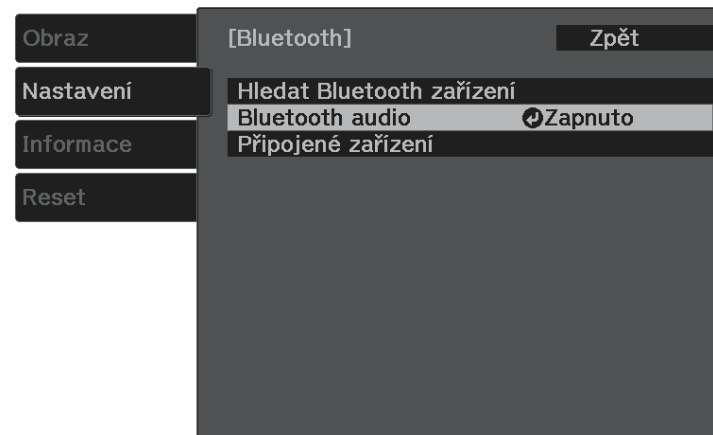 Obraz
Nastavení
Informace
Reset
[Bluetooth]
Zpět
Hledat Bluetooth zařízení
Bluetooth audio Zapnuto
Připojené zařízení